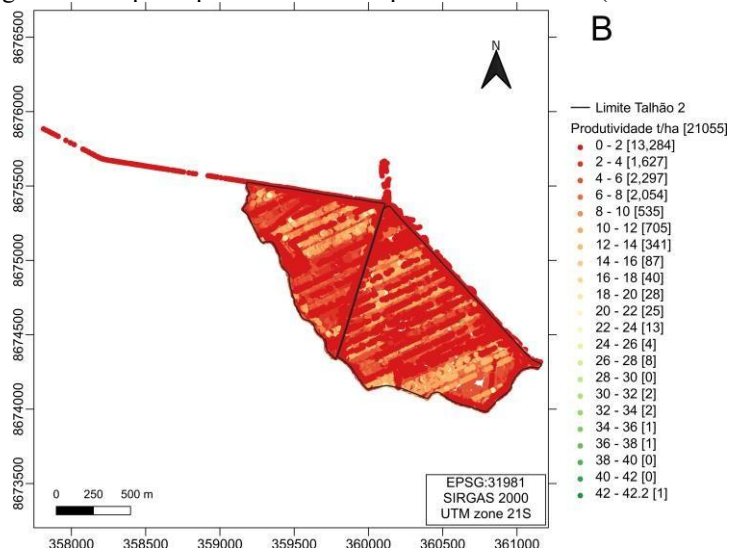 B
N
8676500
8676000
8675500
8675000
8674500
8674000
8673500
Limite Talhão 2
Produtividade t/ha [21055]
0 - 2 [13,284]
2 - 4 [1,627]
4 - 6 [2,297]
6 - 8 [2,054]
8 - 10 [535]
10 - 12 [705]
12 - 14 [341]
14 - 16 [87]
16 - 18 [40]
18 - 20 [28]
20 - 22 [25]
22 - 24 [13]
24 - 26 [4]
26 - 28 [8]
28 - 30 [0]
30 - 32 [2]
32 - 34 [2]
34 - 36 [1]
36 - 38 [1]
38 - 40 [0]
40 - 42 [0]
42 - 42.2 [1]
0 250 500 m
EPSG:31981
SIRGAS 2000
UTM zone 21S
358000 358500 359000 359500 360000 360500 361000